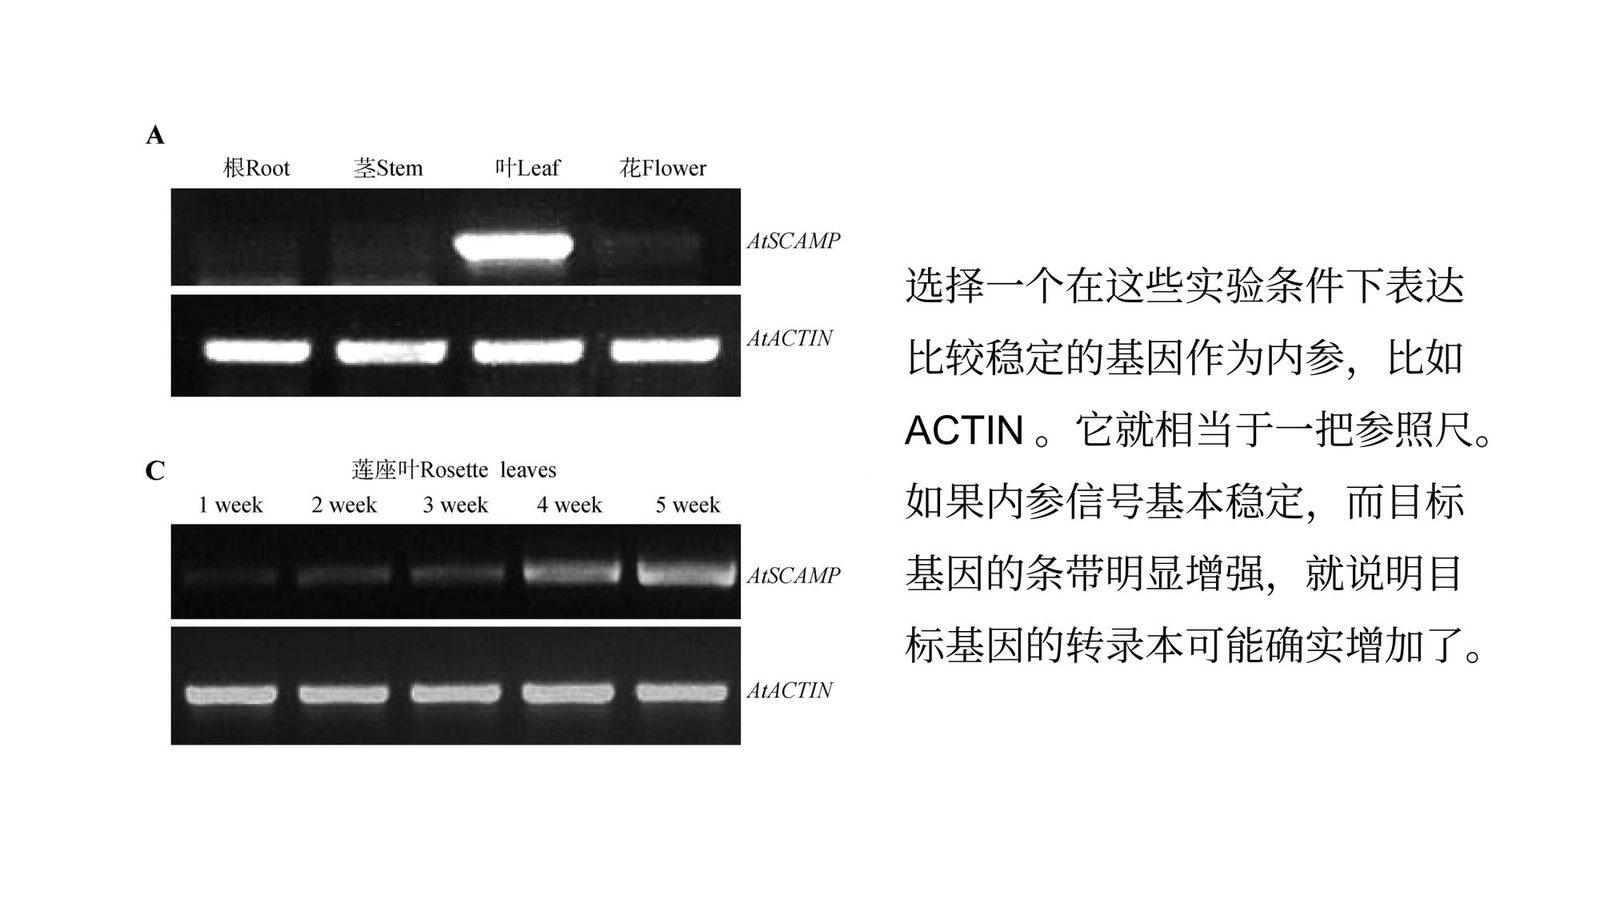 A
根Root 茎Stem 叶Leaf 花Flower
AtSCAMP
AtACTIN
C
莲座叶Rosette leaves
1 week 2 week 3 week 4 week 5 week
AtSCAMP
AtACTIN
选择一个在这些实验条件下表达
比较稳定的基因作为内参，比如
ACTIN 。它就相当于一把参照尺。
如果内参信号基本稳定，而目标
基因的条带明显增强，就说明目
标基因的转录本可能确实增加了。